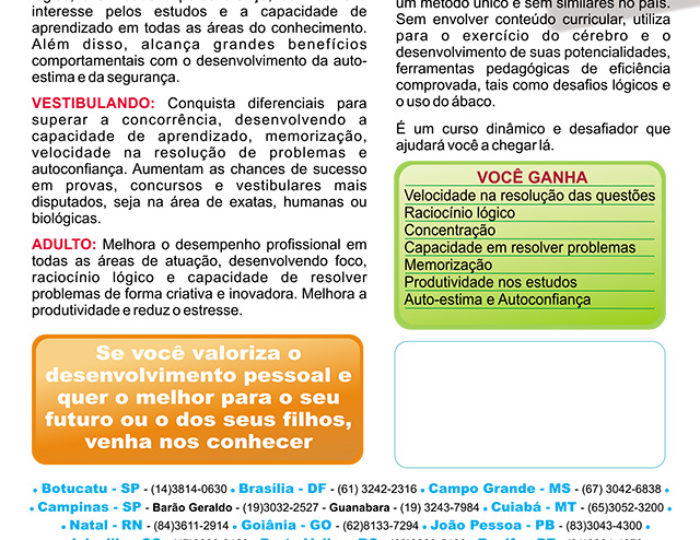 interesse pelos estudos e a capacidade de
aprendizado em todas as áreas do conhecimento.
Além disso, alcança grandes benefícios
comportamentais com o desenvolvimento da auto-
estima e da segurança.
VESTIBULANDO: Conquista diferenciais para
superar a concorrência, desenvolvendo a
capacidade de aprendizado, memorização,
velocidade na resolução de problemas e
autoconfiança. Aumentam as chances de sucesso
em provas, concursos e vestibulares mais
disputados, seja na área de exatas, humanas ou
biológicas.
ADULTO: Melhora o desempenho profissional em
todas as áreas de atuação, desenvolvendo foco,
raciocínio lógico e capacidade de resolver
problemas de forma criativa e inovadora. Melhora a
produtividade e reduz o estresse.
Se você valoriza o
desenvolvimento pessoal e
quer o melhor para o seu
futuro ou o dos seus filhos,
venha nos conhecer
um método único e sem similares no país.
Sem envolver conteúdo curricular, utiliza
para o exercício do cérebro e o
desenvolvimento de suas potencialidades,
ferramentas pedagógicas de eficiência
comprovada, tais como desafios lógicos e
o uso do ábaco.
É um curso dinâmico e desafiador que
ajudará você a chegar lá.
VOCÊ GANHA
Velocidade na resolução das questões
Raciocínio lógico
Concentração
Capacidade em resolver problemas
Memorização
Produtividade nos estudos
Auto-estima e Autoconfiança
• Botucatu - SP - (14)3814-0630 • Brasília - DF - (61) 3242-2316 • Campo Grande - MS - (67) 3042-6838 •
• Campinas - SP - Barão Geraldo - (19)3032-2527 - Guanabara - (19) 3243-7984 • Cuiabá - MT - (65)3052-3200 •
• Natal - RN - (84)3611-2914 • Goiânia - GO - (62)8133-7294 • João Pessoa - PB - (83)3043-4300 •